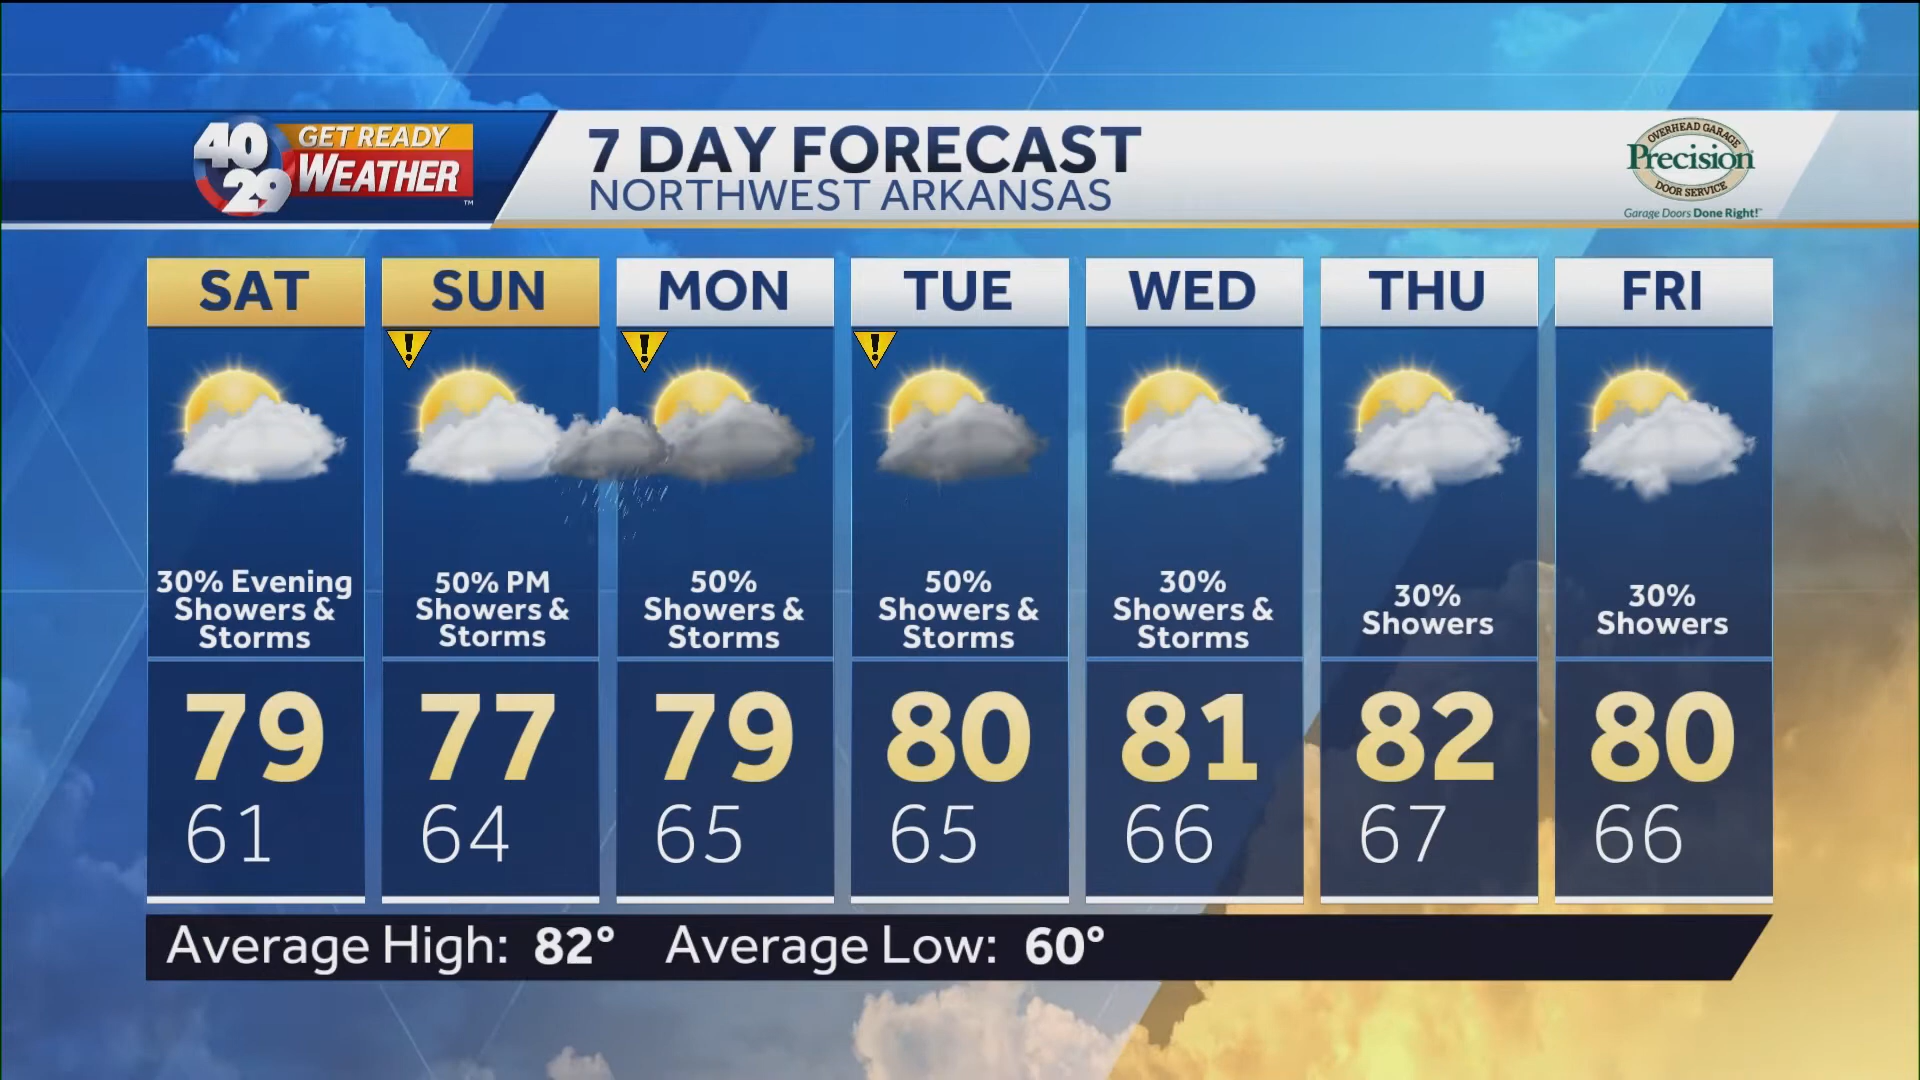 40
29
GET READY
WEATHER™
7 DAY FORECAST
NORTHWEST ARKANSAS
OVERHEAD GARAGE
Precision
DOOR SERVICE
Garage Doors Done Right!™
SAT
SUN
MON
TUE
WED
THU
FRI
!
!
!
30% Evening
Showers &
Storms
50% PM
Showers &
Storms
50%
Showers &
Storms
50%
Showers &
Storms
30%
Showers &
Storms
30%
Showers
30%
Showers
79
77
79
80
81
82
80
61
64
65
65
66
67
66
Average High: 82° Average Low: 60°